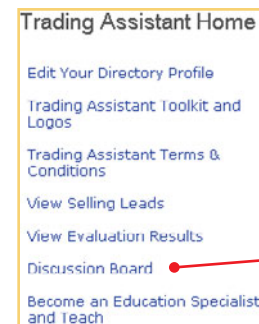 Trading Assistant Home
Edit Your Directory Profile
Trading Assistant Toolkit and
Logos
Trading Assistant Terms &
Conditions
View Selling Leads
View Evaluation Results
Discussion Board
Become an Education Specialist
and Teach